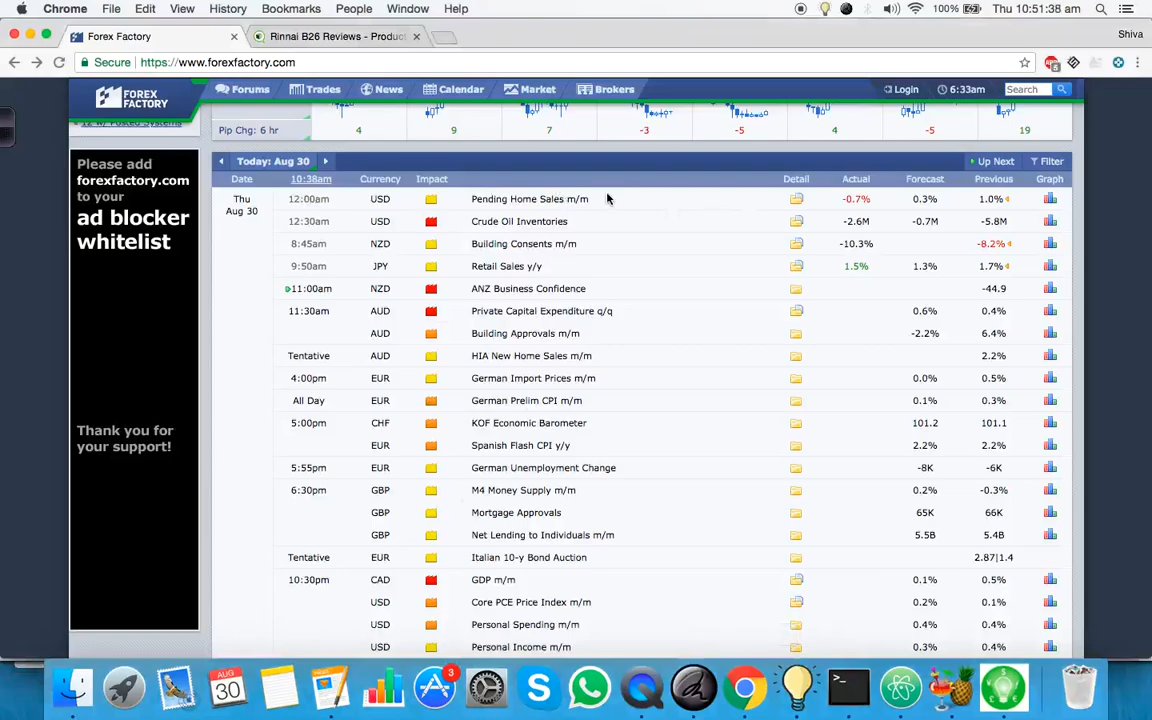 Chrome File Edit View History Bookmarks People Window Help 100% Thu 10:51:38 am
Forex Factory Rinnai B26 Reviews - Product Shiva
Secure https://www.forexfactory.com
FOREX FACTORY Forums Trades News Calendar Market Brokers Login 6:33am Search
Pip Chg: 6 hr 4 9 7 -3 -5 4 -5 19
Please add
forexfactory.com
to your
ad blocker
whitelist
Thank you for
your support!
Today: Aug 30 Up Next Filter
Date 10:38am Currency Impact Detail Actual Forecast Previous Graph
Thu Aug 30 12:00am USD Pending Home Sales m/m -0.7% 0.3% 1.0%
12:30am USD Crude Oil Inventories -2.6M -0.7M -5.8M
8:45am NZD Building Consents m/m -10.3% -8.2%
9:50am JPY Retail Sales y/y 1.5% 1.3% 1.7%
11:00am NZD ANZ Business Confidence -44.9
11:30am AUD Private Capital Expenditure q/q 0.6% 0.4%
AUD Building Approvals m/m -2.2% 6.4%
Tentative AUD HIA New Home Sales m/m 2.2%
4:00pm EUR German Import Prices m/m 0.0% 0.5%
All Day EUR German Prelim CPI m/m 0.1% 0.3%
5:00pm CHF KOF Economic Barometer 101.2 101.1
EUR Spanish Flash CPI y/y 2.2% 2.2%
5:55pm EUR German Unemployment Change -8K -6K
6:30pm GBP M4 Money Supply m/m 0.2% -0.3%
GBP Mortgage Approvals 65K 66K
GBP Net Lending to Individuals m/m 5.5B 5.4B
Tentative EUR Italian 10-y Bond Auction 2.87|1.4
10:30pm CAD GDP m/m 0.1% 0.5%
USD Core PCE Price Index m/m 0.2% 0.1%
USD Personal Spending m/m 0.4% 0.4%
USD Personal Income m/m 0.3% 0.4%
AUG
30
3